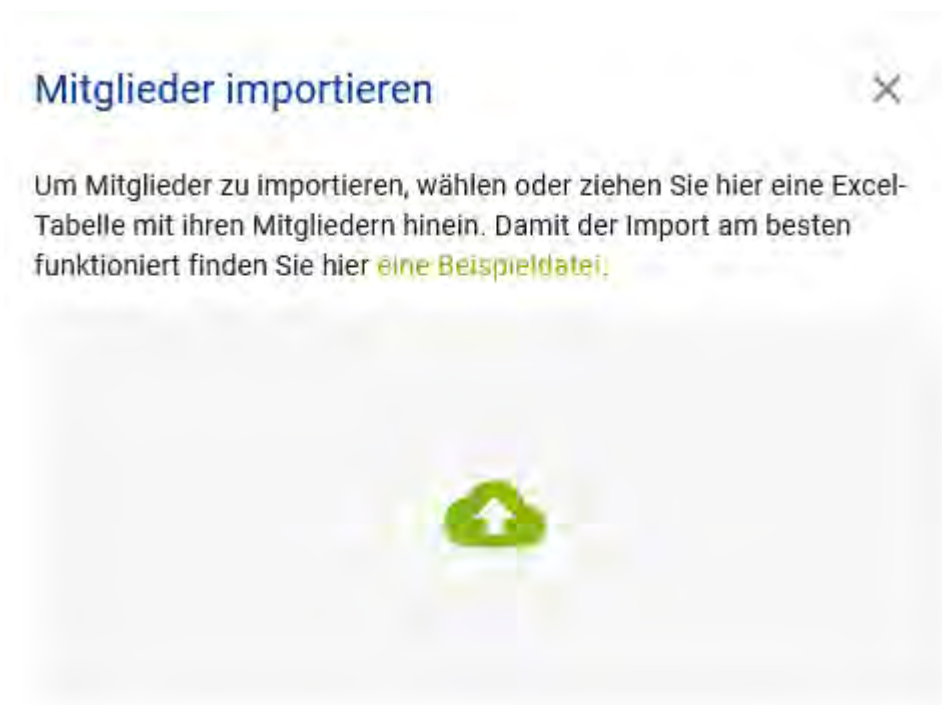 Mitglieder importieren
Um Mitglieder zu importieren, wählen oder ziehen Sie hier eine Excel-
Tabelle mit ihren Mitgliedern hinein. Damit der Import am besten
funktioniert finden Sie hier eine Beispieldatei.